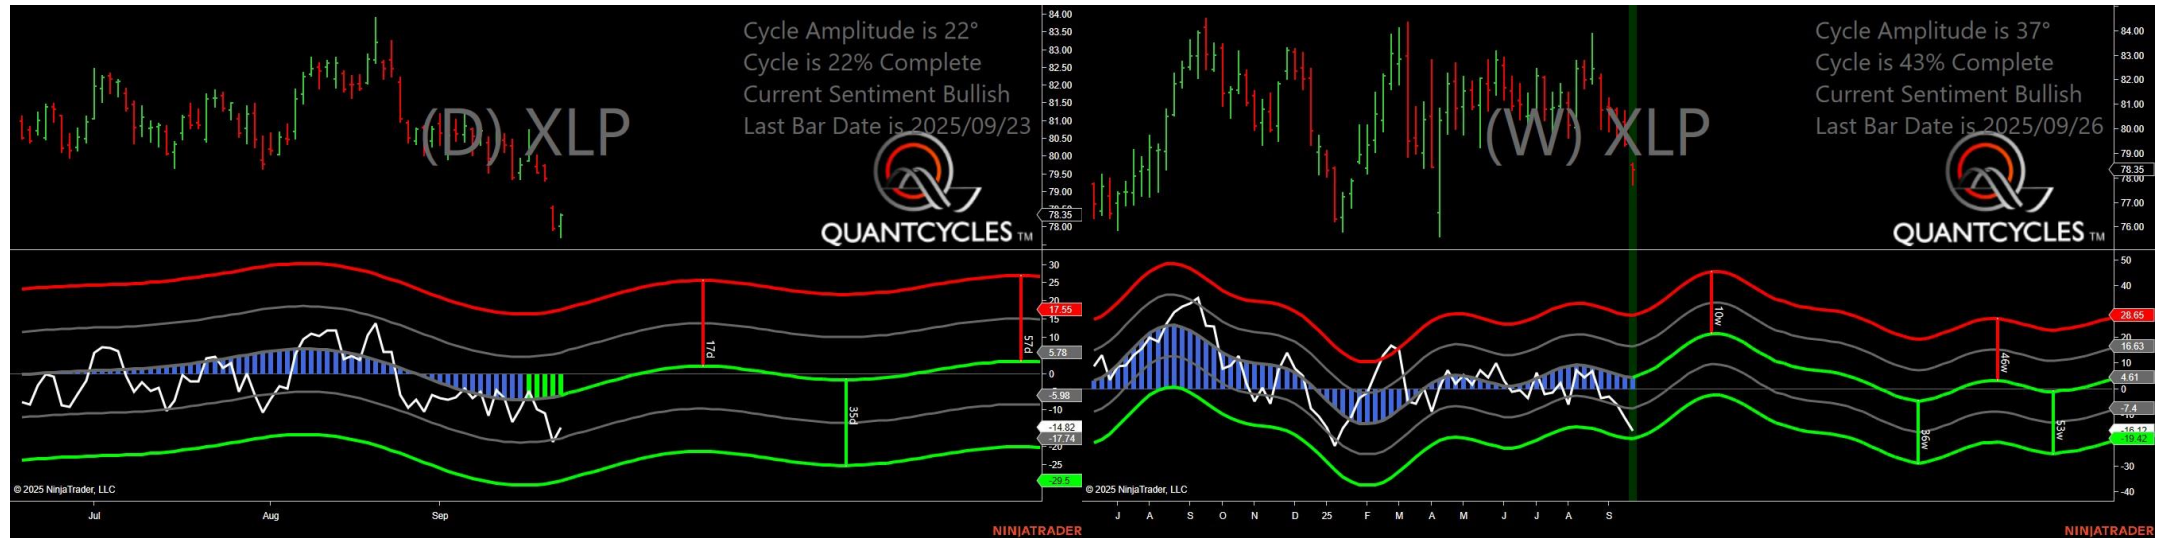 Cycle Amplitude is 22°
Cycle is 22% Complete
Current Sentiment Bullish
Last Bar Date is 2025/09/23
(D) XLP
QUANTCYCLES TM
84.00
83.50
83.00
82.50
82.00
81.50
81.00
80.50
80.00
79.50
79.00
78.35
78.00
30
25
20
17.55
15
10
5.78
0
-5.98
-10
-14.82
-17.74
-20
-25
-29.5
17d
35d
57d
© 2025 NinjaTrader, LLC
Jul
Aug
Sep
NINJATRADER
Cycle Amplitude is 37°
Cycle is 43% Complete
Current Sentiment Bullish
Last Bar Date is 2025/09/26
(W) XLP
QUANTCYCLES TM
84.00
83.00
82.00
81.00
80.00
79.00
78.35
78.00
77.00
76.00
50
40
28.65
20
16.63
10
4.61
0
-7.4
-19.42
-30
-40
10w
36w
46w
53w
© 2025 NinjaTrader, LLC
J
A
S
O
N
D
25
F
M
A
M
J
J
A
S
NINJATRADER